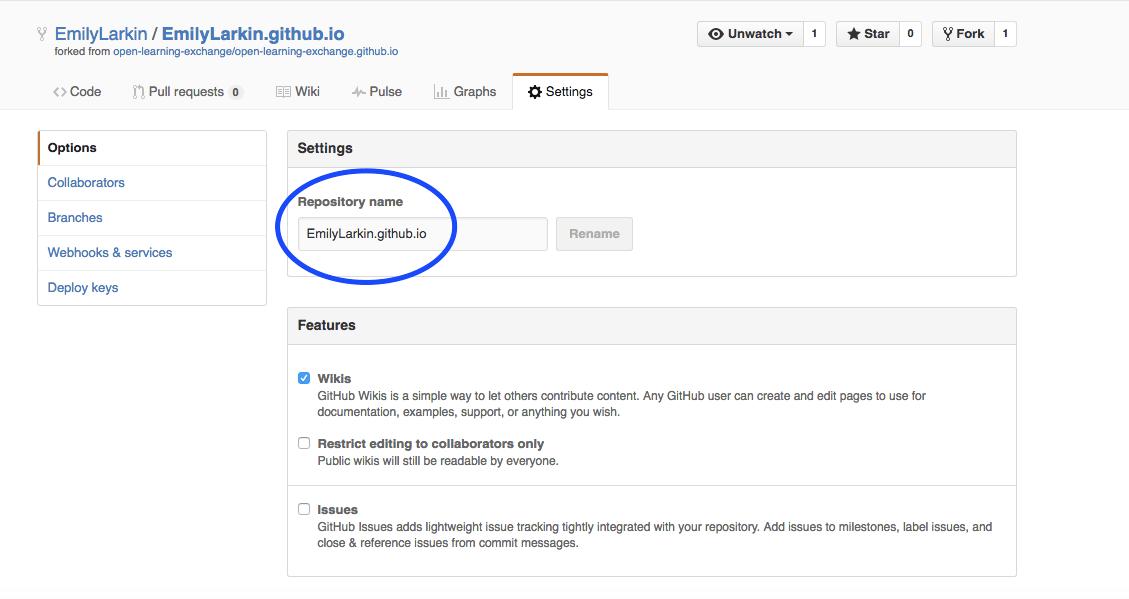 EmilyLarkin / EmilyLarkin.github.io
Unwatch 1 Star 0 Fork 1
forked from open-learning-exchange/open-learning-exchange.github.io
Code Pull requests 0 Wiki Pulse Graphs Settings
Options
Collaborators
Branches
Webhooks & services
Deploy keys
Settings
Repository name
EmilyLarkin.github.io Rename
Features
Wikis
GitHub Wikis is a simple way to let others contribute content. Any GitHub user can create and edit pages to use for
documentation, examples, support, or anything you wish.
Restrict editing to collaborators only
Public wikis will still be readable by everyone.
Issues
GitHub Issues adds lightweight issue tracking tightly integrated with your repository. Add issues to milestones, label issues, and
close & reference issues from commit messages.